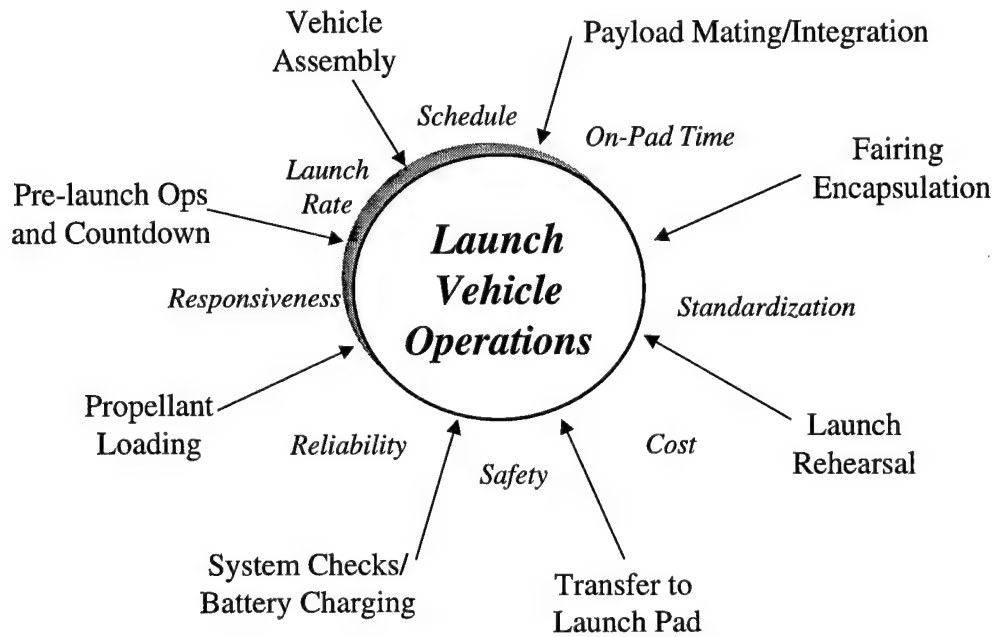 Vehicle
Assembly
Payload Mating/Integration
Schedule
On-Pad Time
Launch
Rate
Fairing
Encapsulation
Pre-launch Ops
and Countdown
Launch
Vehicle
Operations
Responsiveness
Standardization
Propellant
Loading
Reliability
Safety
Cost
Launch
Rehearsal
System Checks/
Battery Charging
Transfer to
Launch Pad